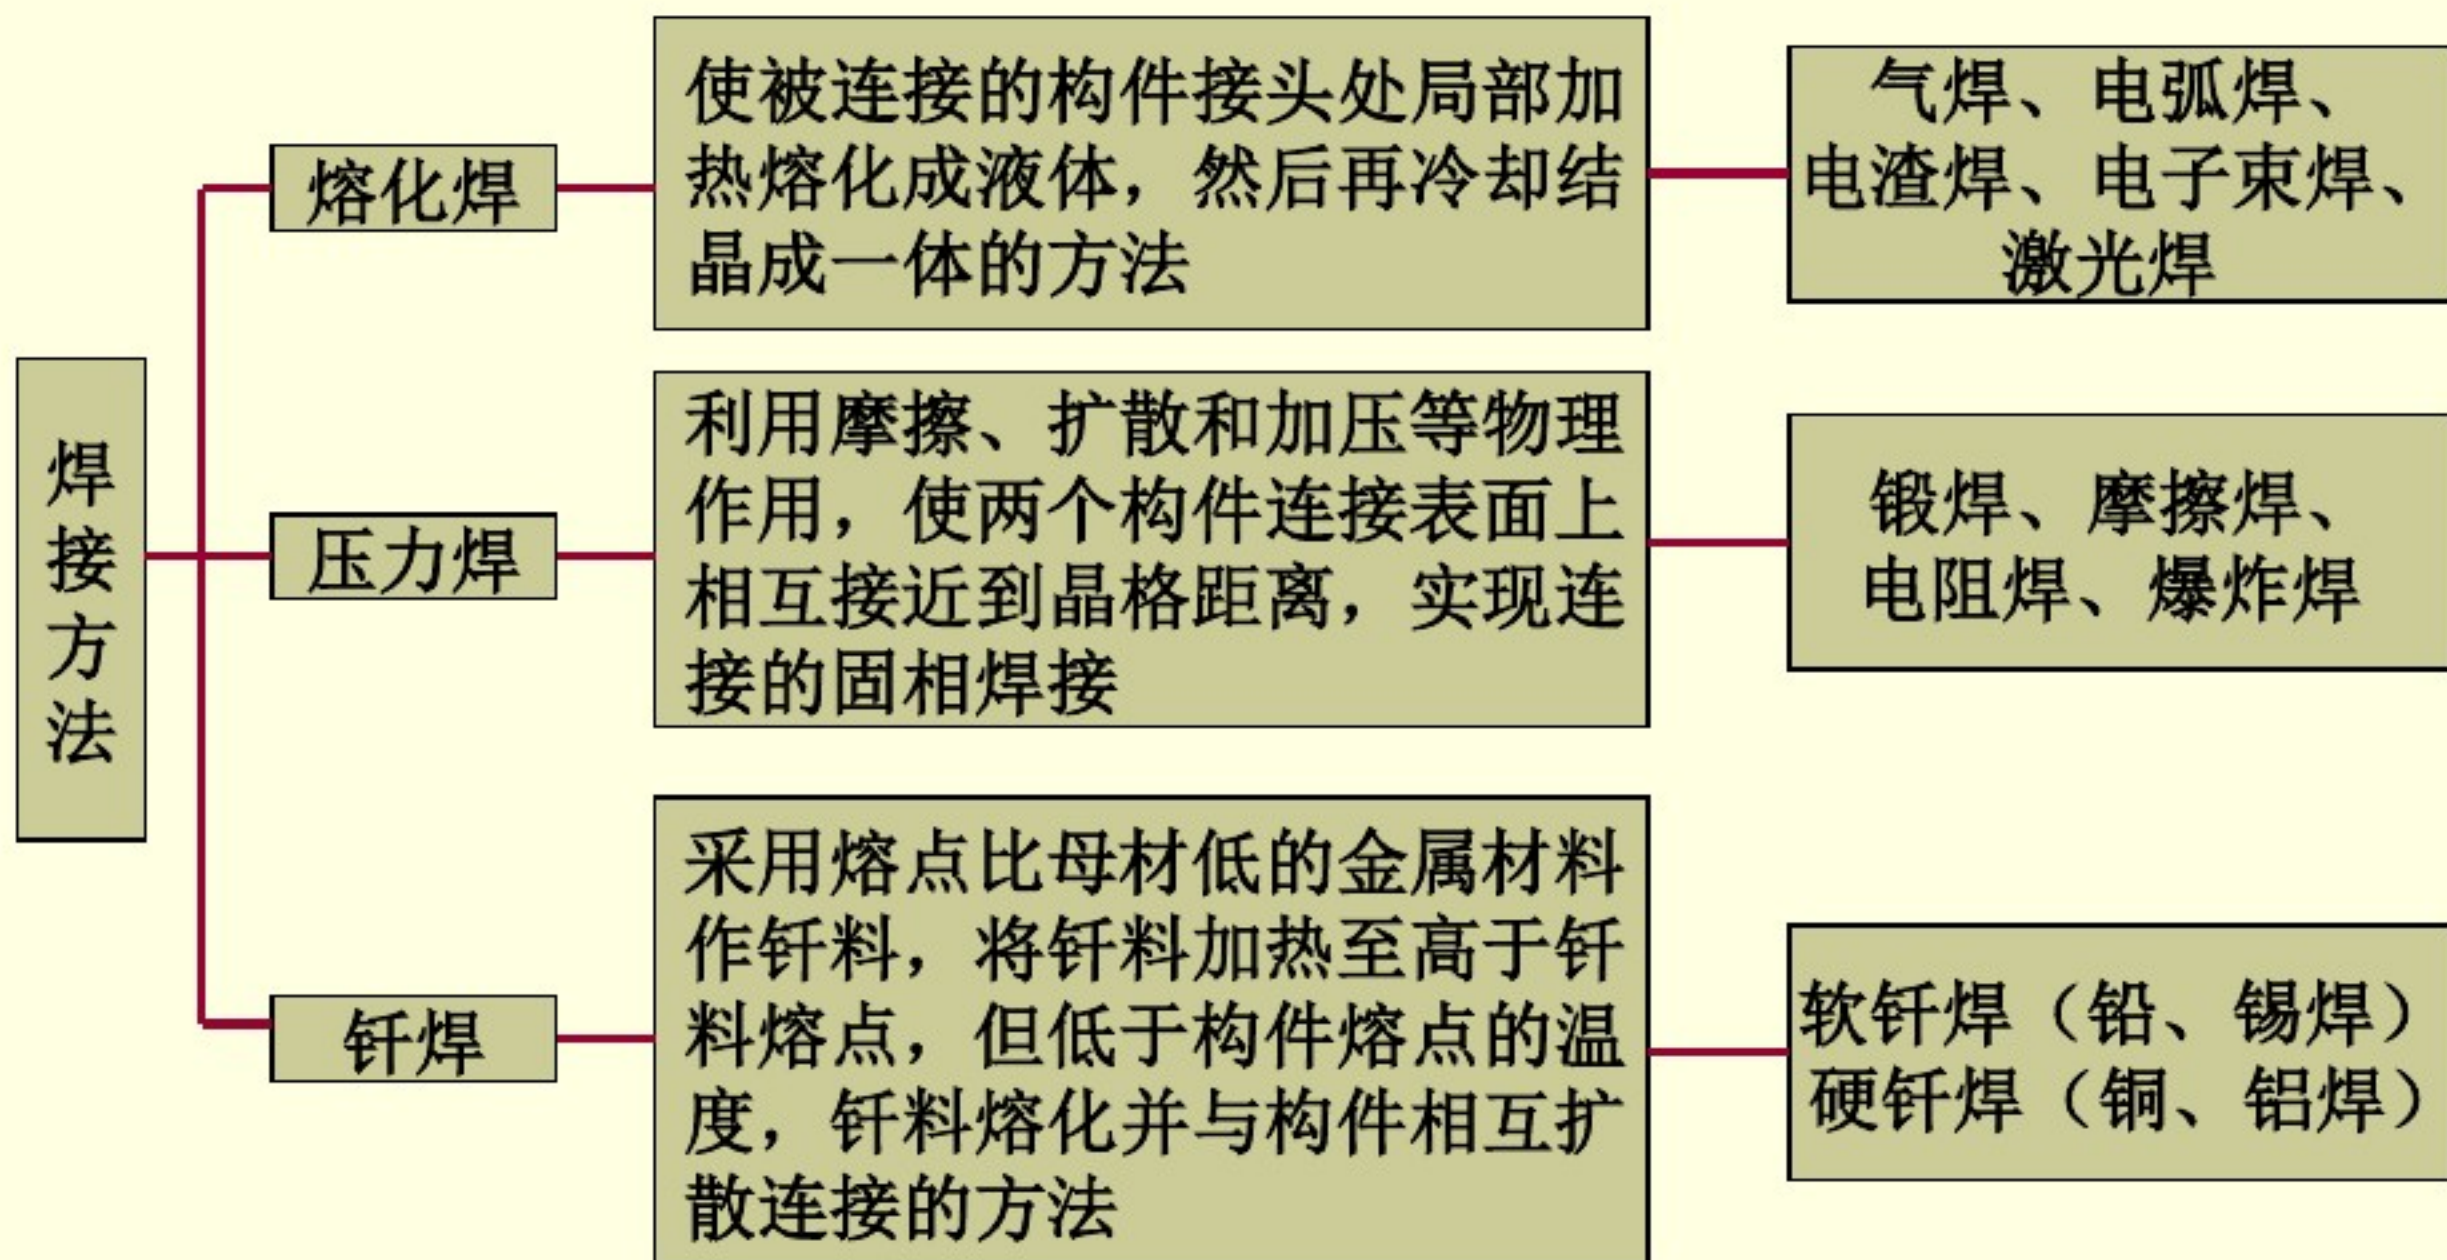 焊接方法
熔化焊
使被连接的构件接头处局部加
热熔化成液体，然后再冷却结
晶成一体的方法
气焊、电弧焊、
电渣焊、电子束焊、
激光焊
压力焊
利用摩擦、扩散和加压等物理
作用，使两个构件连接表面上
相互接近到晶格距离，实现连
接的固相焊接
锻焊、摩擦焊、
电阻焊、爆炸焊
钎焊
采用熔点比母材低的金属材料
作钎料，将钎料加热至高于钎
料熔点，但低于构件熔点的温
度，钎料熔化并与构件相互扩
散连接的方法
软钎焊（铅、锡焊）
硬钎焊（铜、铝焊）